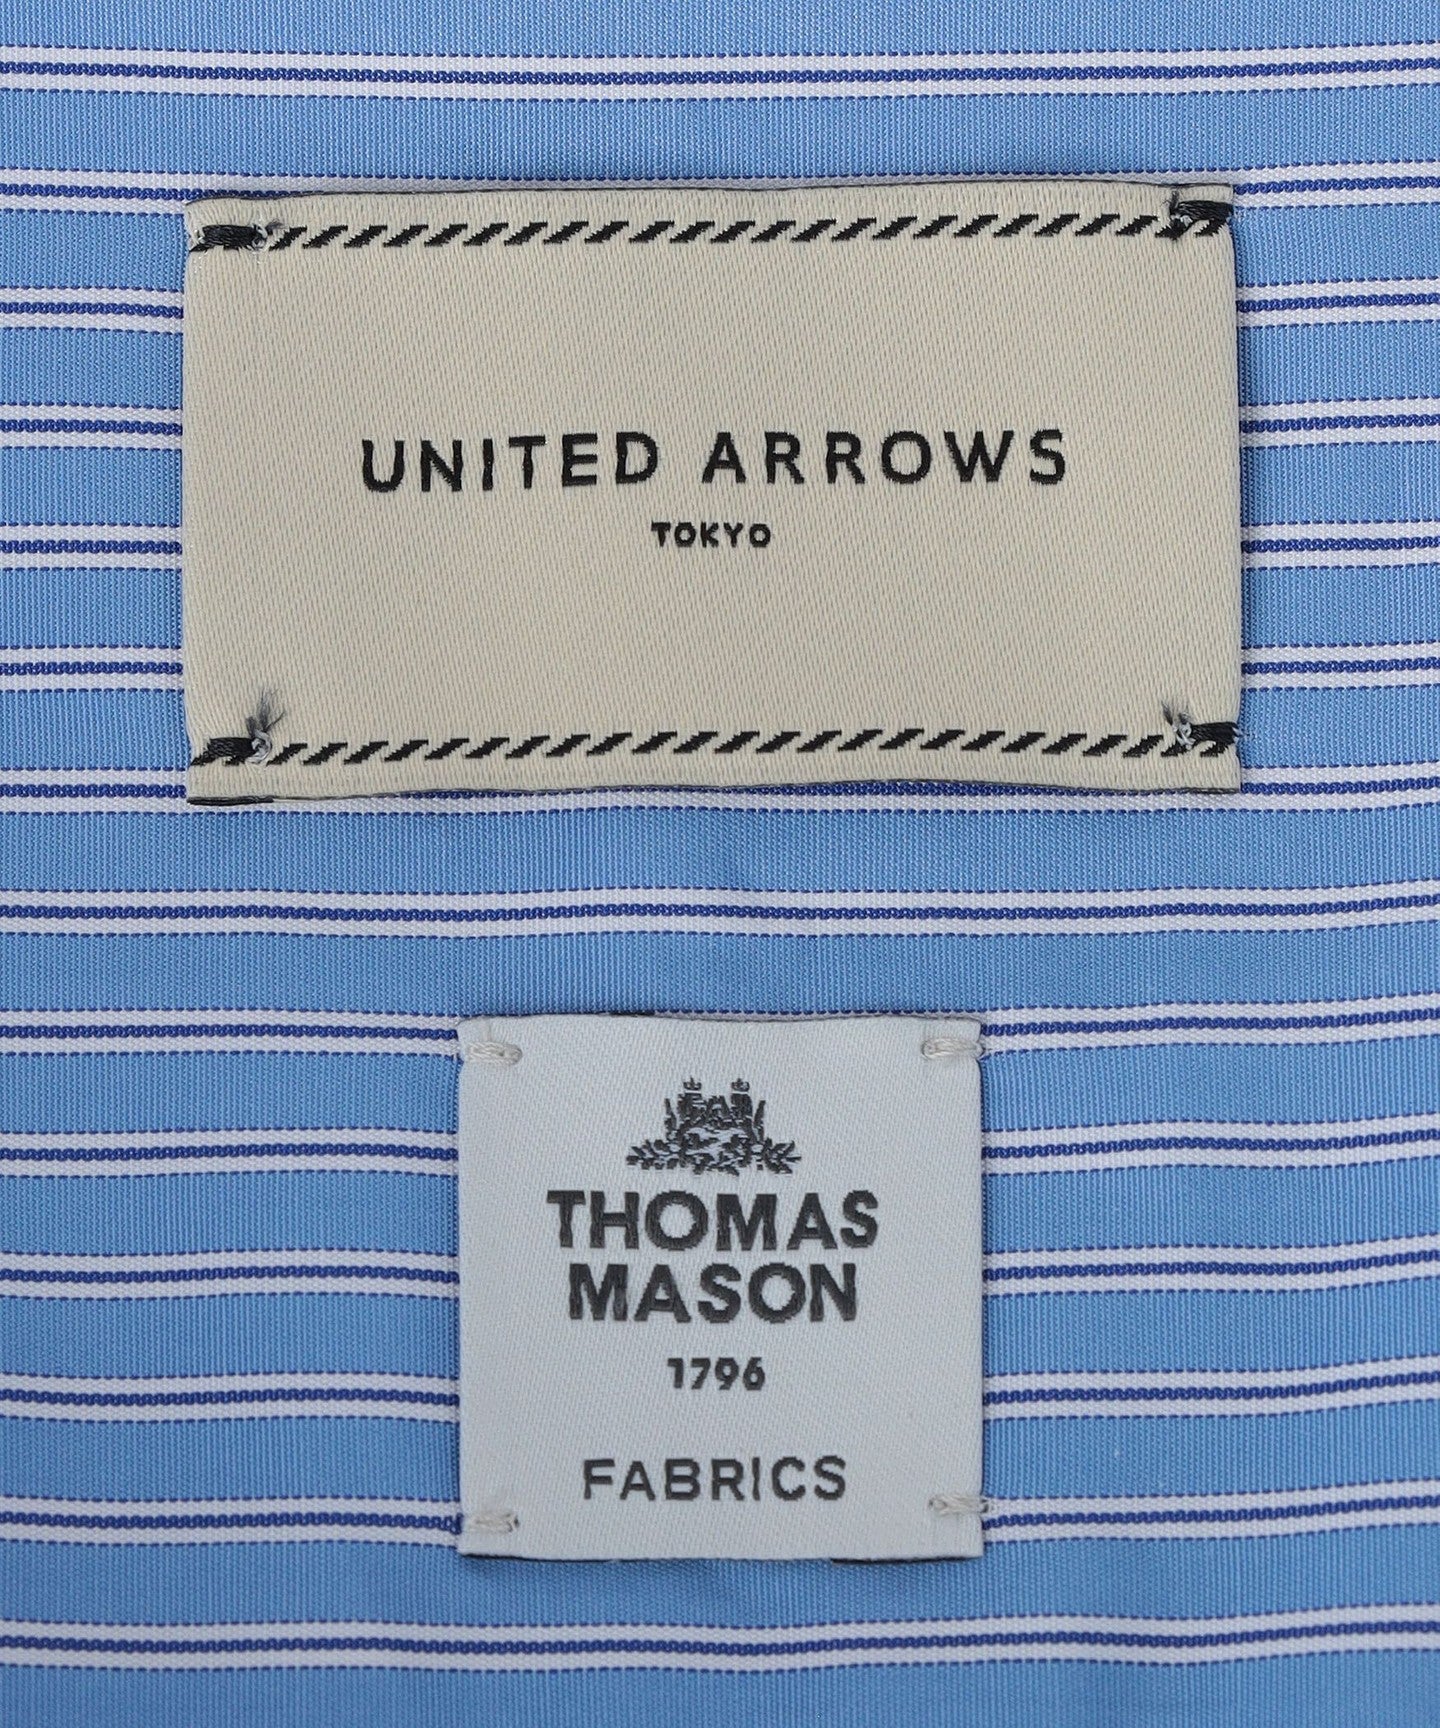 UNITED ARROWS
TOKYO
THOMAS
MASON
1796
FABRICS